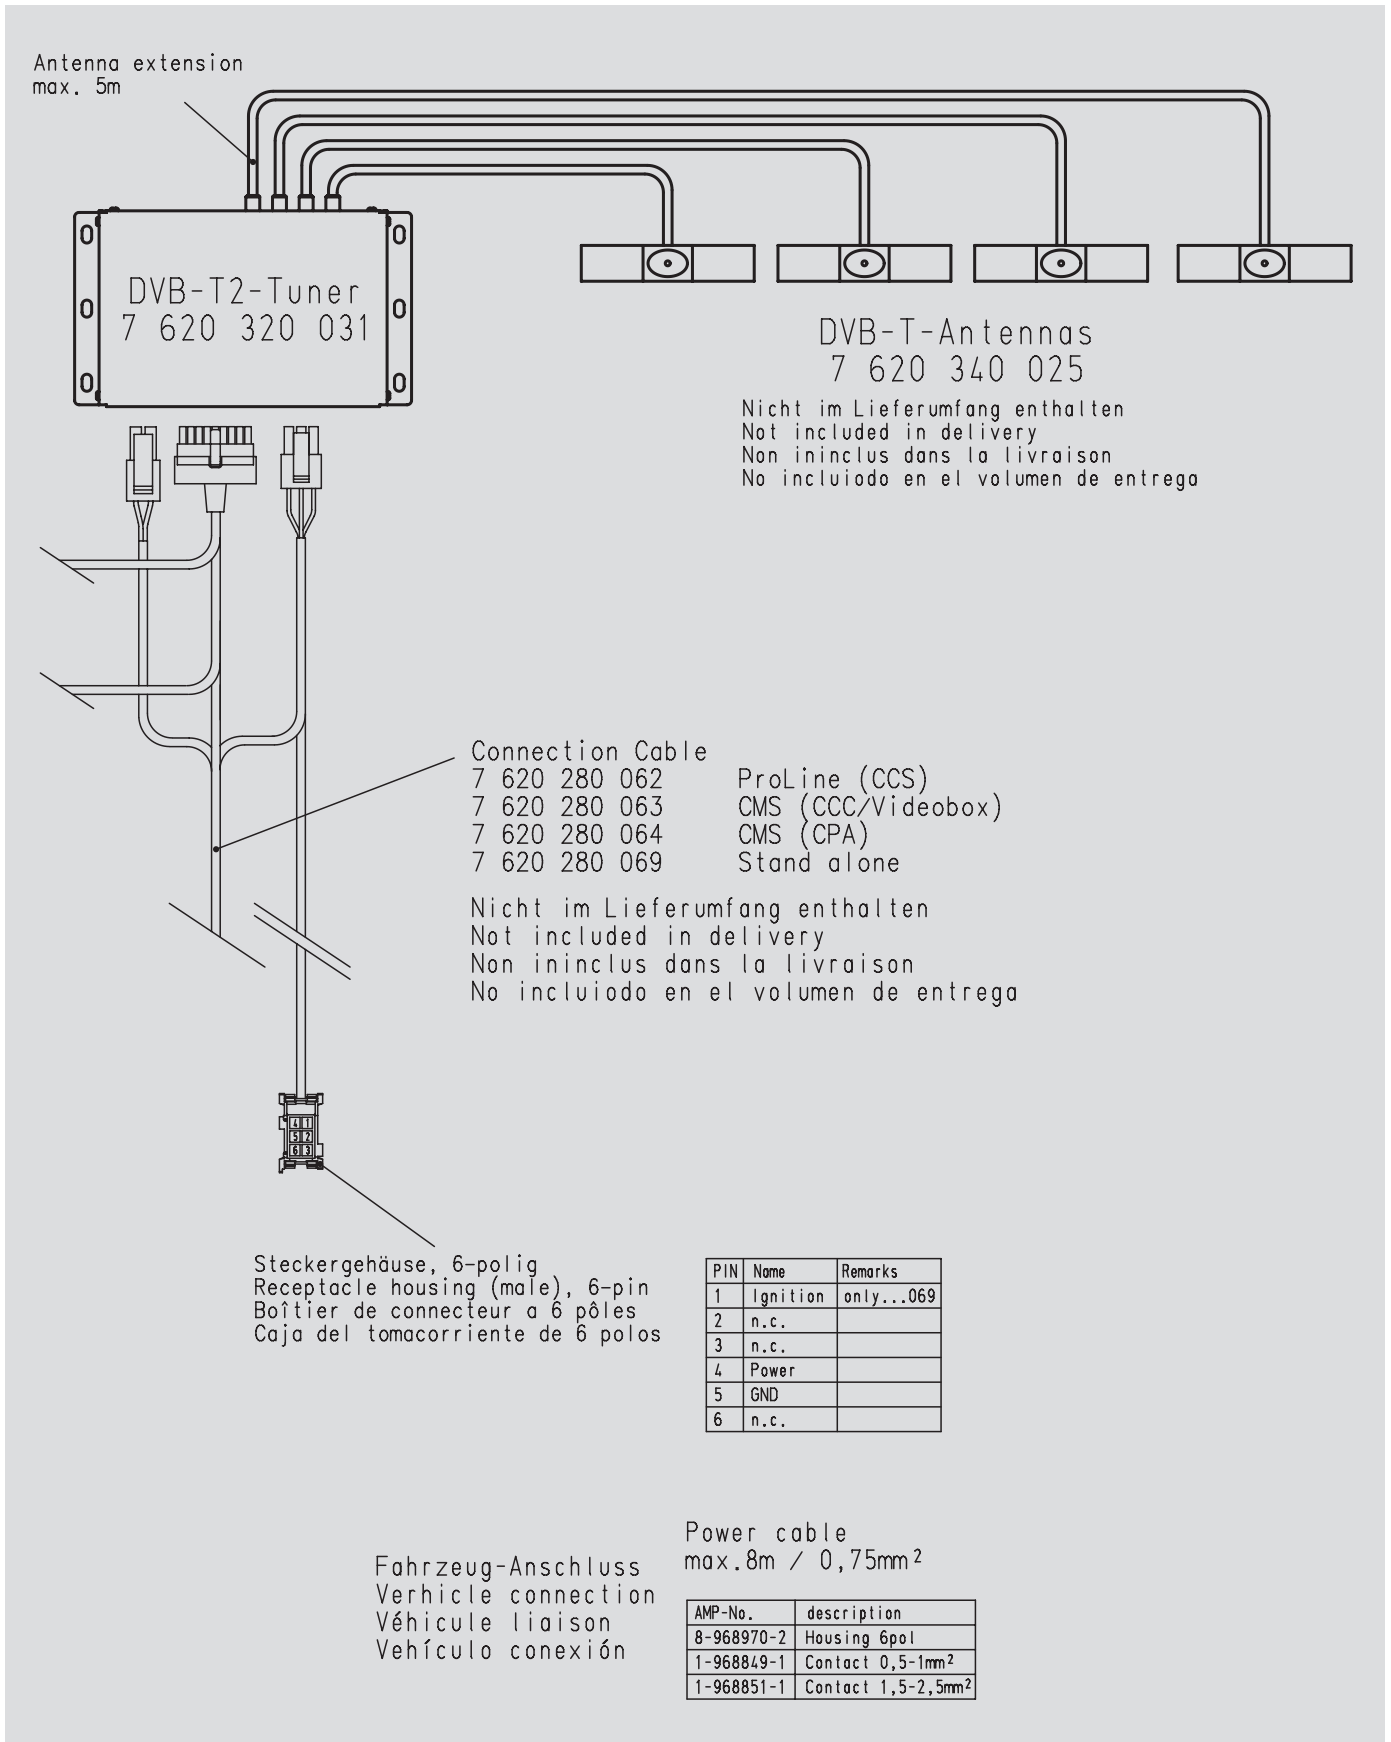 Antenna extension
max. 5m
DVB-T2-Tuner
7 620 320 031
DVB-T-Antennas
7 620 340 025
Nicht im Lieferumfang enthalten
Not included in delivery
Non ininclus dans la livraison
No incluiodo en el volumen de entrega
Connection Cable
7 620 280 062 ProLine (CCS)
7 620 280 063 CMS (CCC/Videobox)
7 620 280 064 CMS (CPA)
7 620 280 069 Stand alone
Nicht im Lieferumfang enthalten
Not included in delivery
Non ininclus dans la livraison
No incluiodo en el volumen de entrega
4 1
5 2
6 3
Steckergehäuse, 6-polig
Receptacle housing (male), 6-pin
Boîtier de connecteur a 6 pôles
Caja del tomacorriente de 6 polos
PIN Name Remarks
1 Ignition only...069
2 n.c.
3 n.c.
4 Power
5 GND
6 n.c.
Fahrzeug-Anschluss
Verhicle connection
Véhicule liaison
Vehículo conexión
Power cable
max.8m / 0,75mm²
AMP-No. description
8-968970-2 Housing 6pol
1-968849-1 Contact 0,5-1mm²
1-968851-1 Contact 1,5-2,5mm²